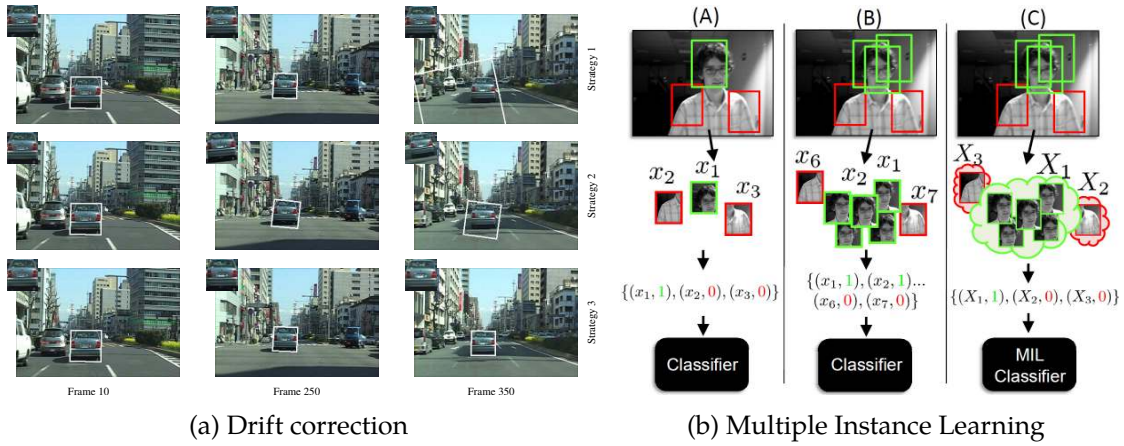 Strategy 1
Strategy 2
Strategy 3
Frame 10
Frame 250
Frame 350
(a) Drift correction
(A)
(B)
(C)
x2
x1
x3
x6
x2
x1
x7
X3
X1
X2
{(x1, 1), (x2, 0), (x3, 0)}
{(x1, 1), (x2, 1)...
(x6, 0), (x7, 0)}
{(X1, 1), (X2, 0), (X3, 0)}
Classifier
Classifier
MIL
Classifier
(b) Multiple Instance Learning